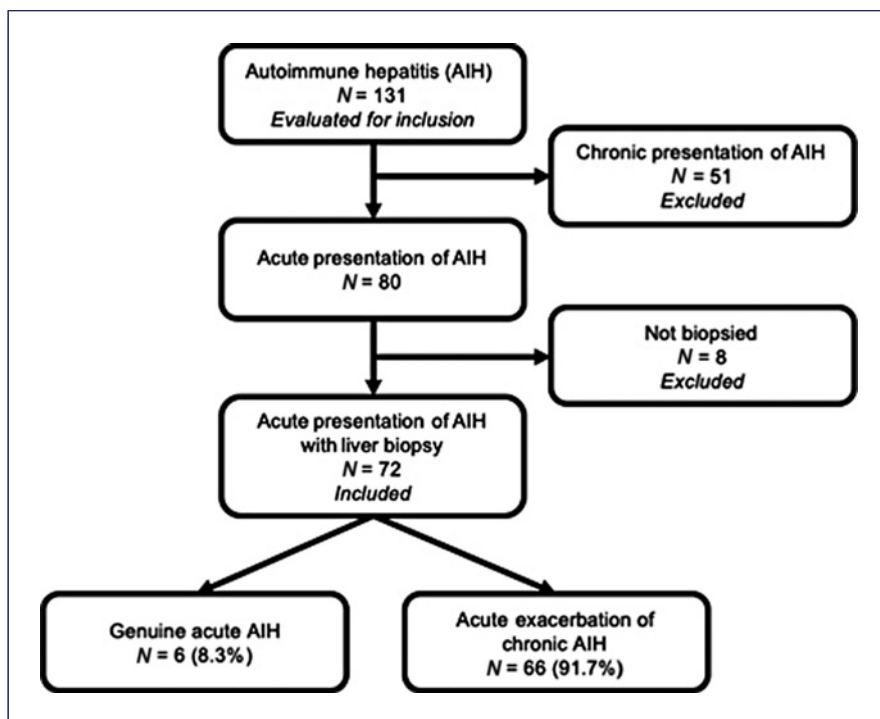 Autoimmune hepatitis (AIH)
N = 131
Evaluated for inclusion
Chronic presentation of AIH
N = 51
Excluded
Acute presentation of AIH
N = 80
Not biopsied
N = 8
Excluded
Acute presentation of AIH
with liver biopsy
N = 72
Included
Genuine acute AIH
N = 6 (8.3%)
Acute exacerbation of
chronic AIH
N = 66 (91.7%)